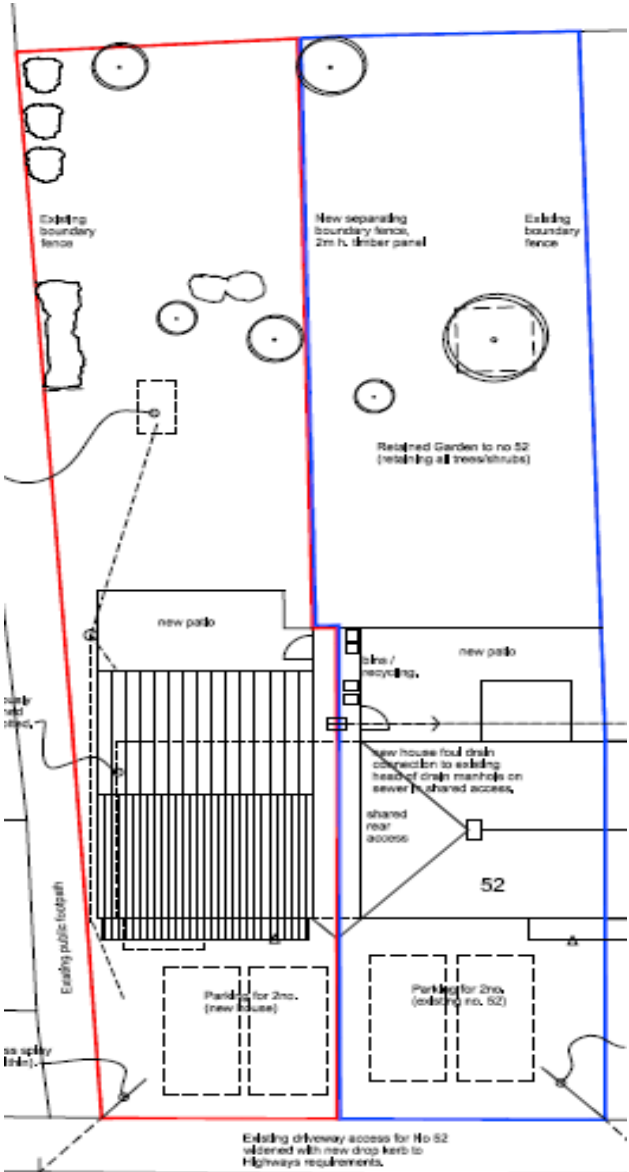 Existing
boundary
fence
New separating
boundary fence,
2m h. timber panel
Existing
boundary
fence
Retained Garden to no 52
(retaining all trees/shrubs)
new patio
bins /
recycling.
new patio
new house foul drain
connection to existing
head of drain manhole on
sewer in shared access.
shared
rear
access
52
Existing public footpath
Parking for 2no.
(new house)
Parking for 2no.
(existing no. 52)
splay
Existing driveway access for No 52
widened with new drop kerb to
Highways requirements.